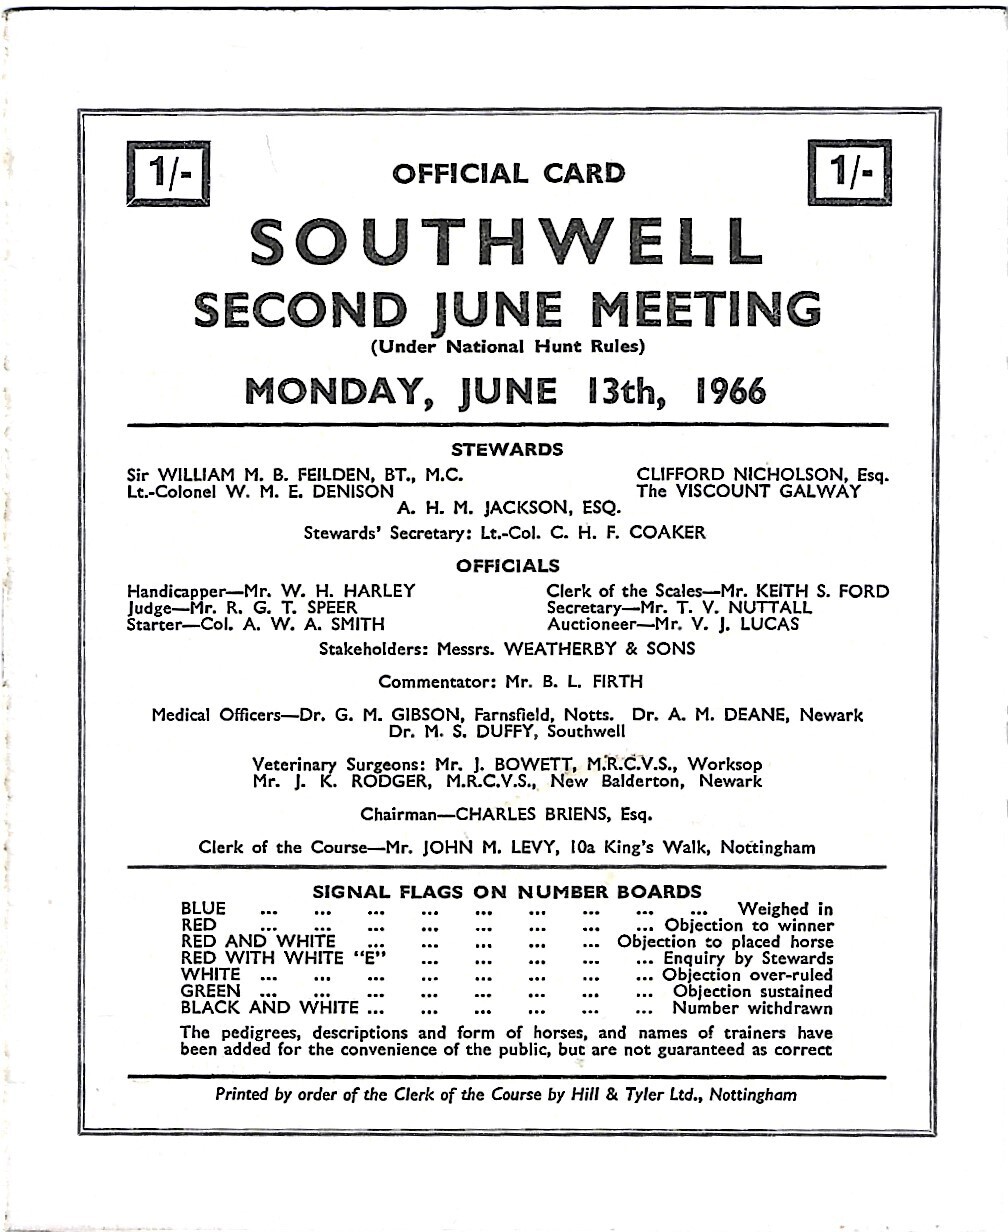 1/-
OFFICIAL CARD
1/-
SOUTHWELL
SECOND JUNE MEETING
(Under National Hunt Rules)
MONDAY, JUNE 13th, 1966
STEWARDS
Sir WILLIAM M. B. FEILDEN, BT., M.C. CLIFFORD NICHOLSON, Esq.
Lt.-Colonel W. M. E. DENISON The VISCOUNT GALWAY
A. H. M. JACKSON, ESQ.
Stewards' Secretary: Lt.-Col. C. H. F. COAKER
OFFICIALS
Handicapper—Mr. W. H. HARLEY Clerk of the Scales—Mr. KEITH S. FORD
Judge—Mr. R. G. T. SPEER Secretary—Mr. T. V. NUTTALL
Starter—Col. A. W. A. SMITH Auctioneer—Mr. V. J. LUCAS
Stakeholders: Messrs. WEATHERBY & SONS
Commentator: Mr. B. L. FIRTH
Medical Officers—Dr. G. M. GIBSON, Farnsfield, Notts. Dr. A. M. DEANE, Newark
Dr. M. S. DUFFY, Southwell
Veterinary Surgeons: Mr. J. BOWETT, M.R.C.V.S., Worksop
Mr. J. K. RODGER, M.R.C.V.S., New Balderton, Newark
Chairman—CHARLES BRIENS, Esq.
Clerk of the Course—Mr. JOHN M. LEVY, 10a King's Walk, Nottingham
SIGNAL FLAGS ON NUMBER BOARDS
BLUE ... ... ... ... ... ... ... ... ... Weighed in
RED ... ... ... ... ... ... ... ... Objection to winner
RED AND WHITE ... ... ... ... ... Objection to placed horse
RED WITH WHITE "E" ... ... ... ... ... Enquiry by Stewards
WHITE ... ... ... ... ... ... ... ... Objection over-ruled
GREEN ... ... ... ... ... ... ... ... Objection sustained
BLACK AND WHITE ... ... ... ... ... ... Number withdrawn
The pedigrees, descriptions and form of horses, and names of trainers have
been added for the convenience of the public, but are not guaranteed as correct
Printed by order of the Clerk of the Course by Hill & Tyler Ltd., Nottingham